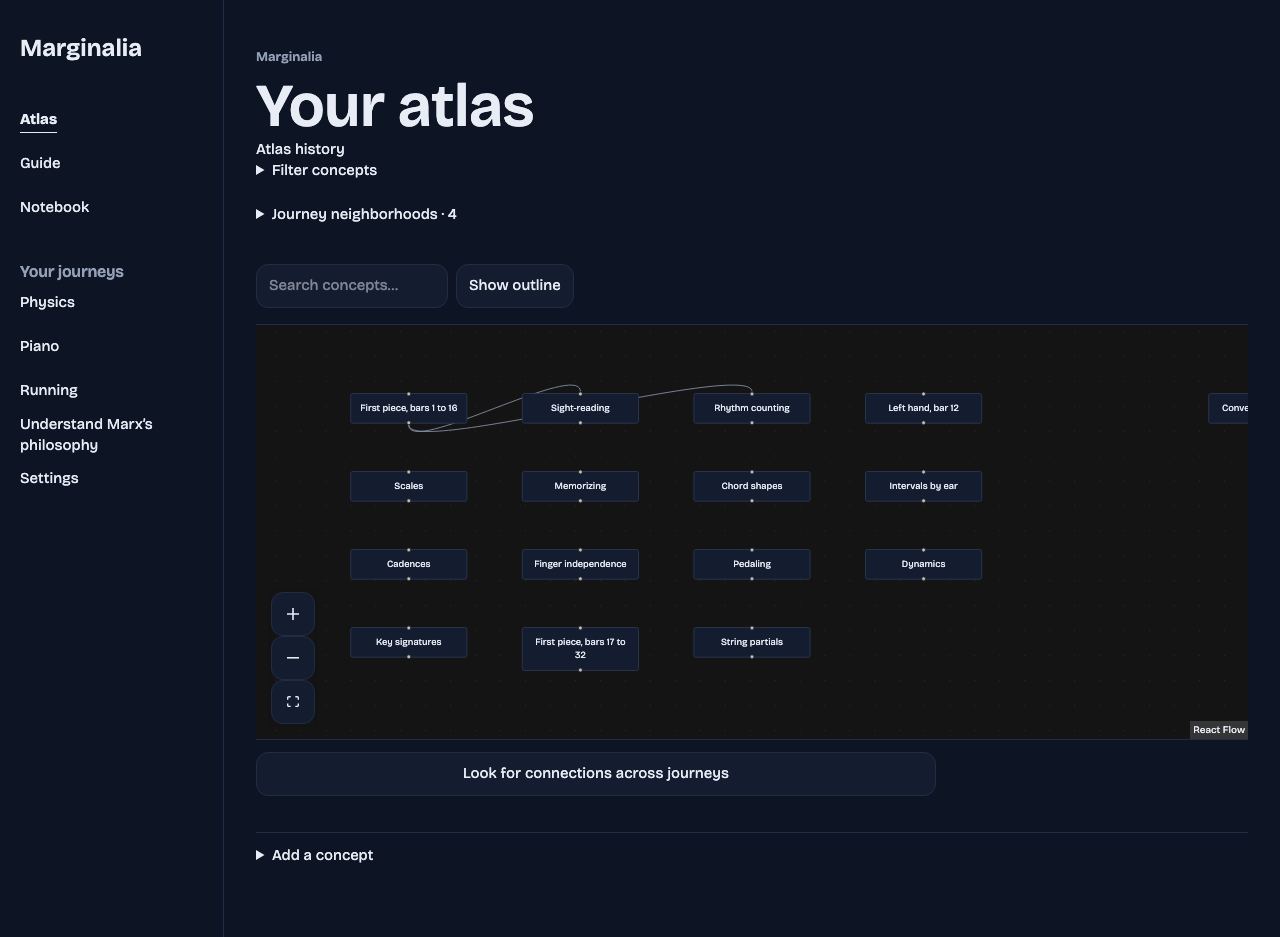 Marginalia
Atlas
Guide
Notebook
Your journeys
Physics
Piano
Running
Understand Marx's
philosophy
Settings
Marginalia
Your atlas
Atlas history
Filter concepts
Journey neighborhoods · 4
Search concepts...
Show outline
First piece, bars 1 to 16
Sight-reading
Rhythm counting
Left hand, bar 12
Conve
Scales
Memorizing
Chord shapes
Intervals by ear
Cadences
Finger independence
Pedaling
Dynamics
Key signatures
First piece, bars 17 to
32
String partials
React Flow
Look for connections across journeys
Add a concept